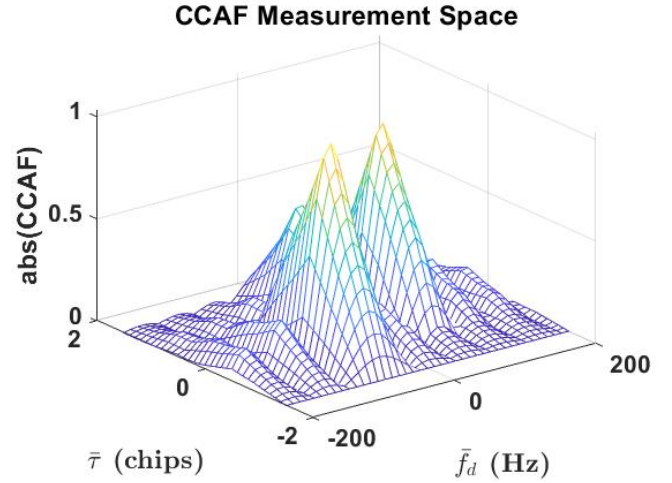 CCAF Measurement Space
abs(CCAF)
1
0.5
0
2
0
-2
-200
0
200
τ̄ (chips)
f̄_d (Hz)